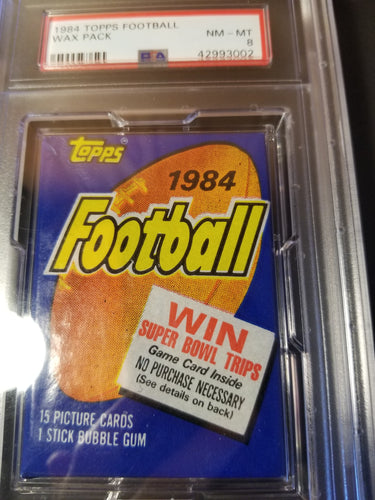 1984 TOPPS FOOTBALL NM - MT
WAX PACK 8
PSA 42993002
TOPPS
1984
Football
WIN
SUPER BOWL TRIPS
Game Card Inside
NO PURCHASE NECESSARY
(See details on back)
15 PICTURE CARDS
1 STICK BUBBLE GUM